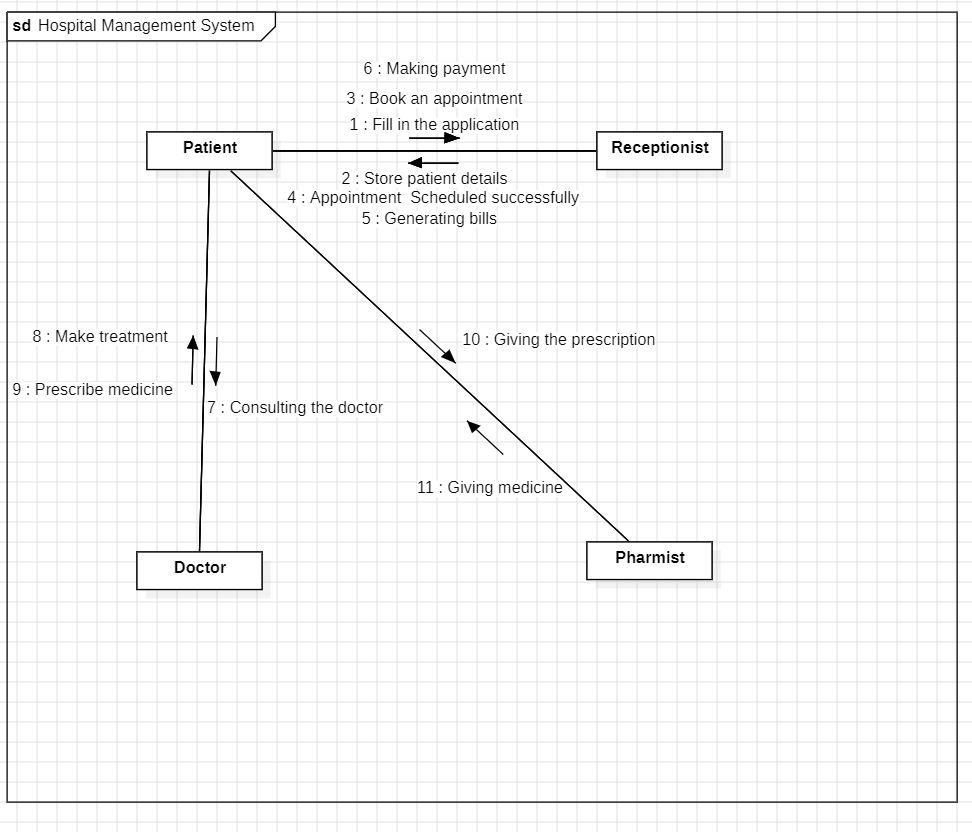 sd Hospital Management System
6 : Making payment
3 : Book an appointment
1 : Fill in the application
Patient
Receptionist
2 : Store patient details
4 : Appointment  Scheduled successfully
5 : Generating bills
8 : Make treatment
10 : Giving the prescription
9 : Prescribe medicine
7 : Consulting the doctor
11 : Giving medicine
Pharmist
Doctor